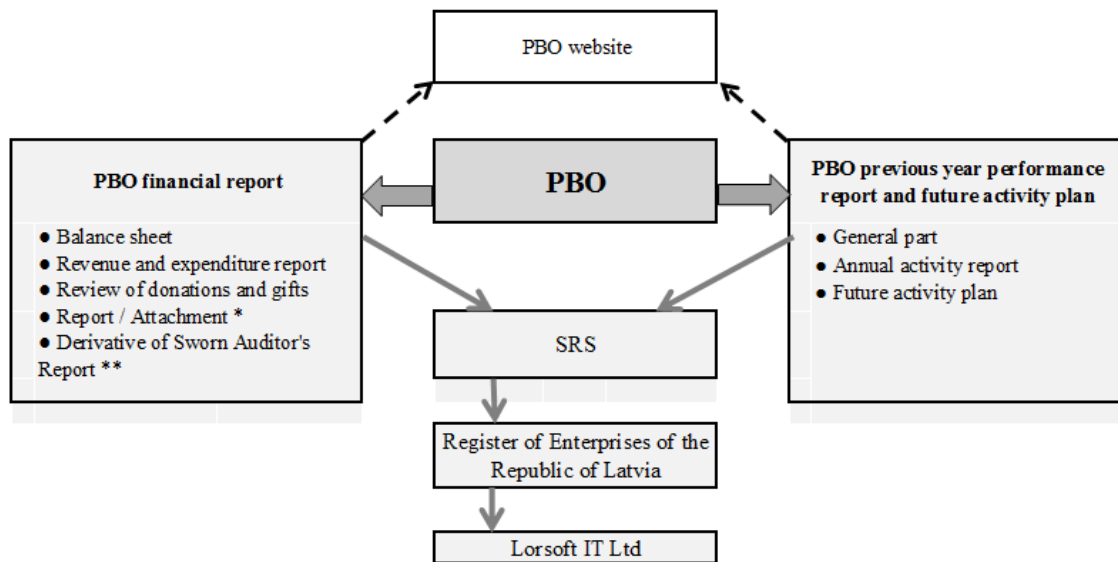 PBO website
PBO financial report
● Balance sheet
● Revenue and expenditure report
● Review of donations and gifts
● Report / Attachment *
● Derivative of Sworn Auditor's
Report **
PBO
PBO previous year performance
report and future activity plan
● General part
● Annual activity report
● Future activity plan
SRS
Register of Enterprises of the
Republic of Latvia
Lorsoft IT Ltd